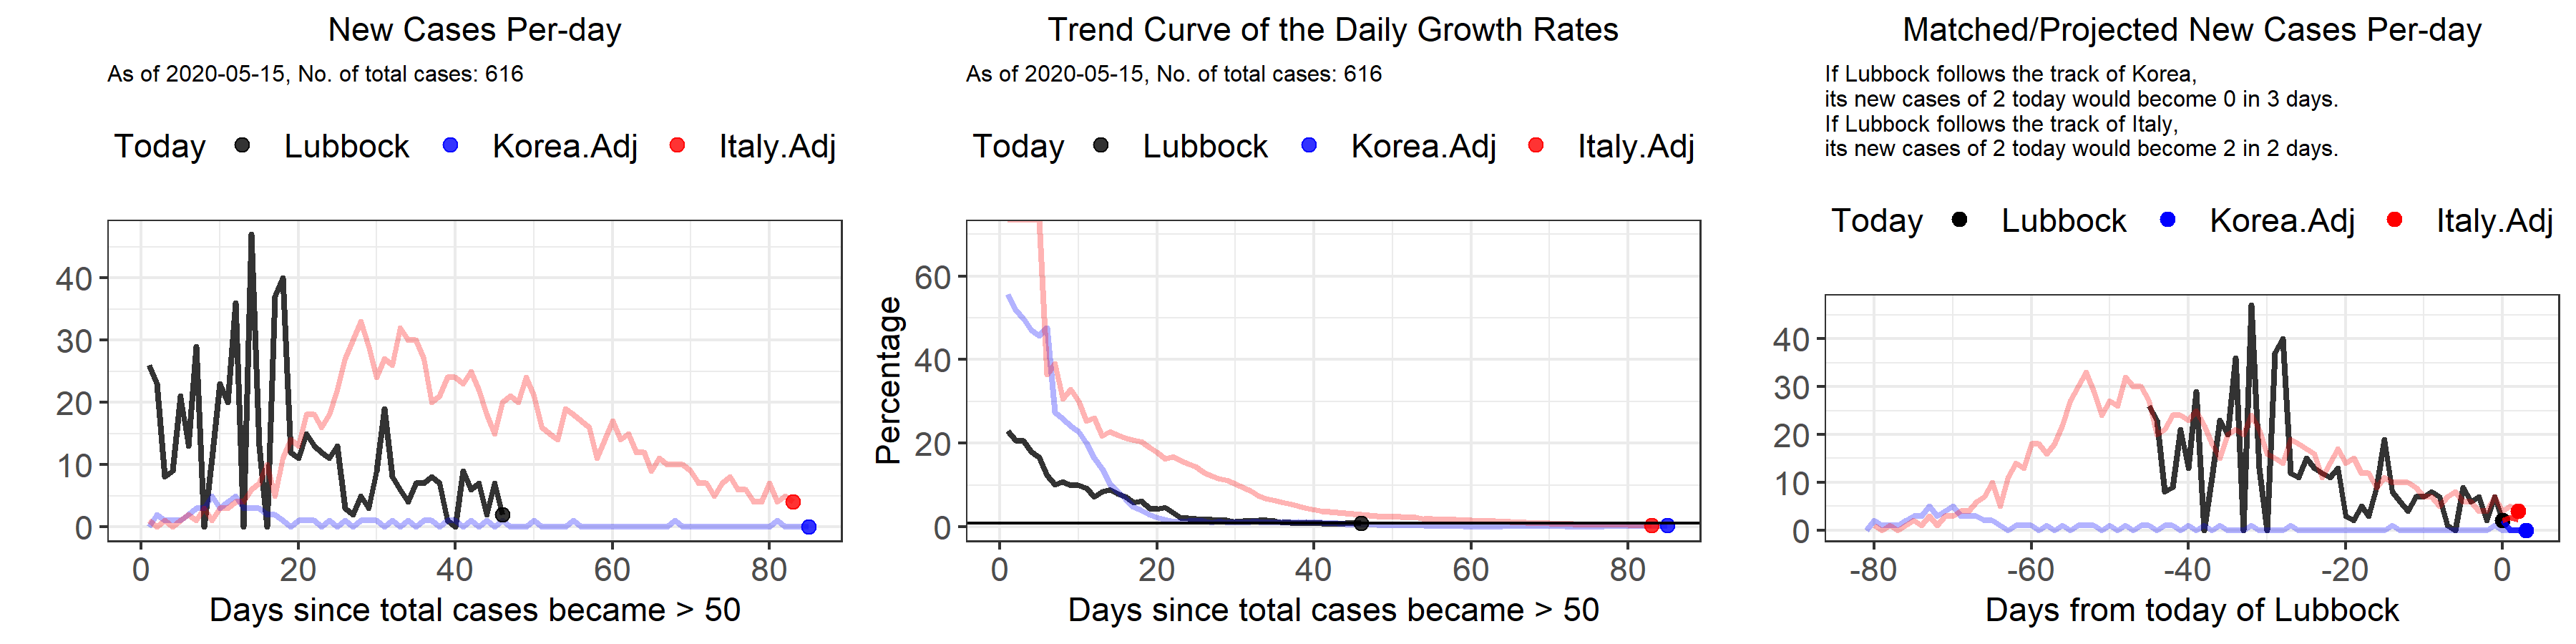 New Cases Per-day
As of 2020-05-15, No. of total cases: 616
Today Lubbock Korea.Adj Italy.Adj
40
30
20
10
0
0 20 40 60 80
Days since total cases became > 50
Trend Curve of the Daily Growth Rates
As of 2020-05-15, No. of total cases: 616
Today Lubbock Korea.Adj Italy.Adj
Percentage
60
40
20
0
0 20 40 60 80
Days since total cases became > 50
Matched/Projected New Cases Per-day
If Lubbock follows the track of Korea,
its new cases of 2 today would become 0 in 3 days.
If Lubbock follows the track of Italy,
its new cases of 2 today would become 2 in 2 days.
Today Lubbock Korea.Adj Italy.Adj
40
30
20
10
0
-80 -60 -40 -20 0
Days from today of Lubbock